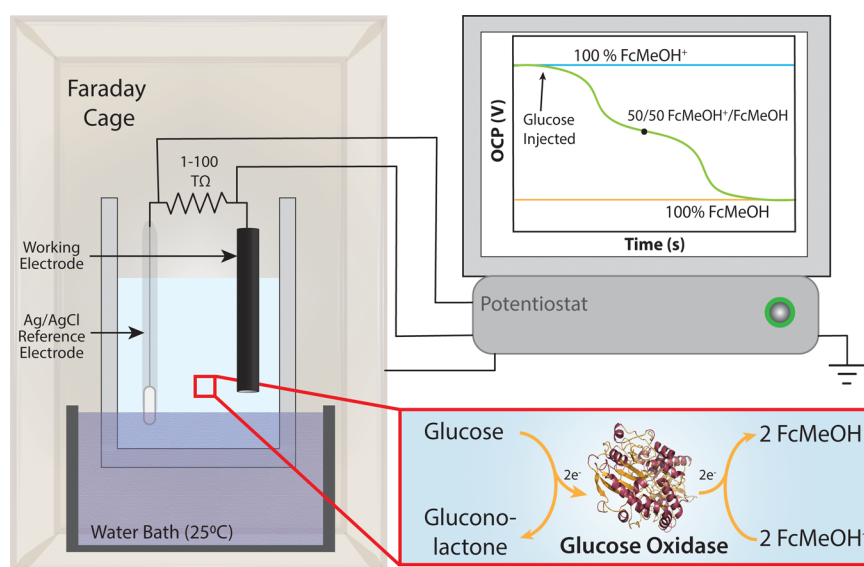 Faraday
Cage
1-100
TΩ
Working
Electrode
Ag/AgCl
Reference
Electrode
Water Bath (25ºC)
OCP (V)
100 % FcMeOH⁺
Glucose
Injected
50/50 FcMeOH⁺/FcMeOH
100% FcMeOH
Time (s)
Potentiostat
Glucose
2e⁻
2e⁻
2 FcMeOH
Glucono-
lactone
Glucose Oxidase
2 FcMeOH⁺